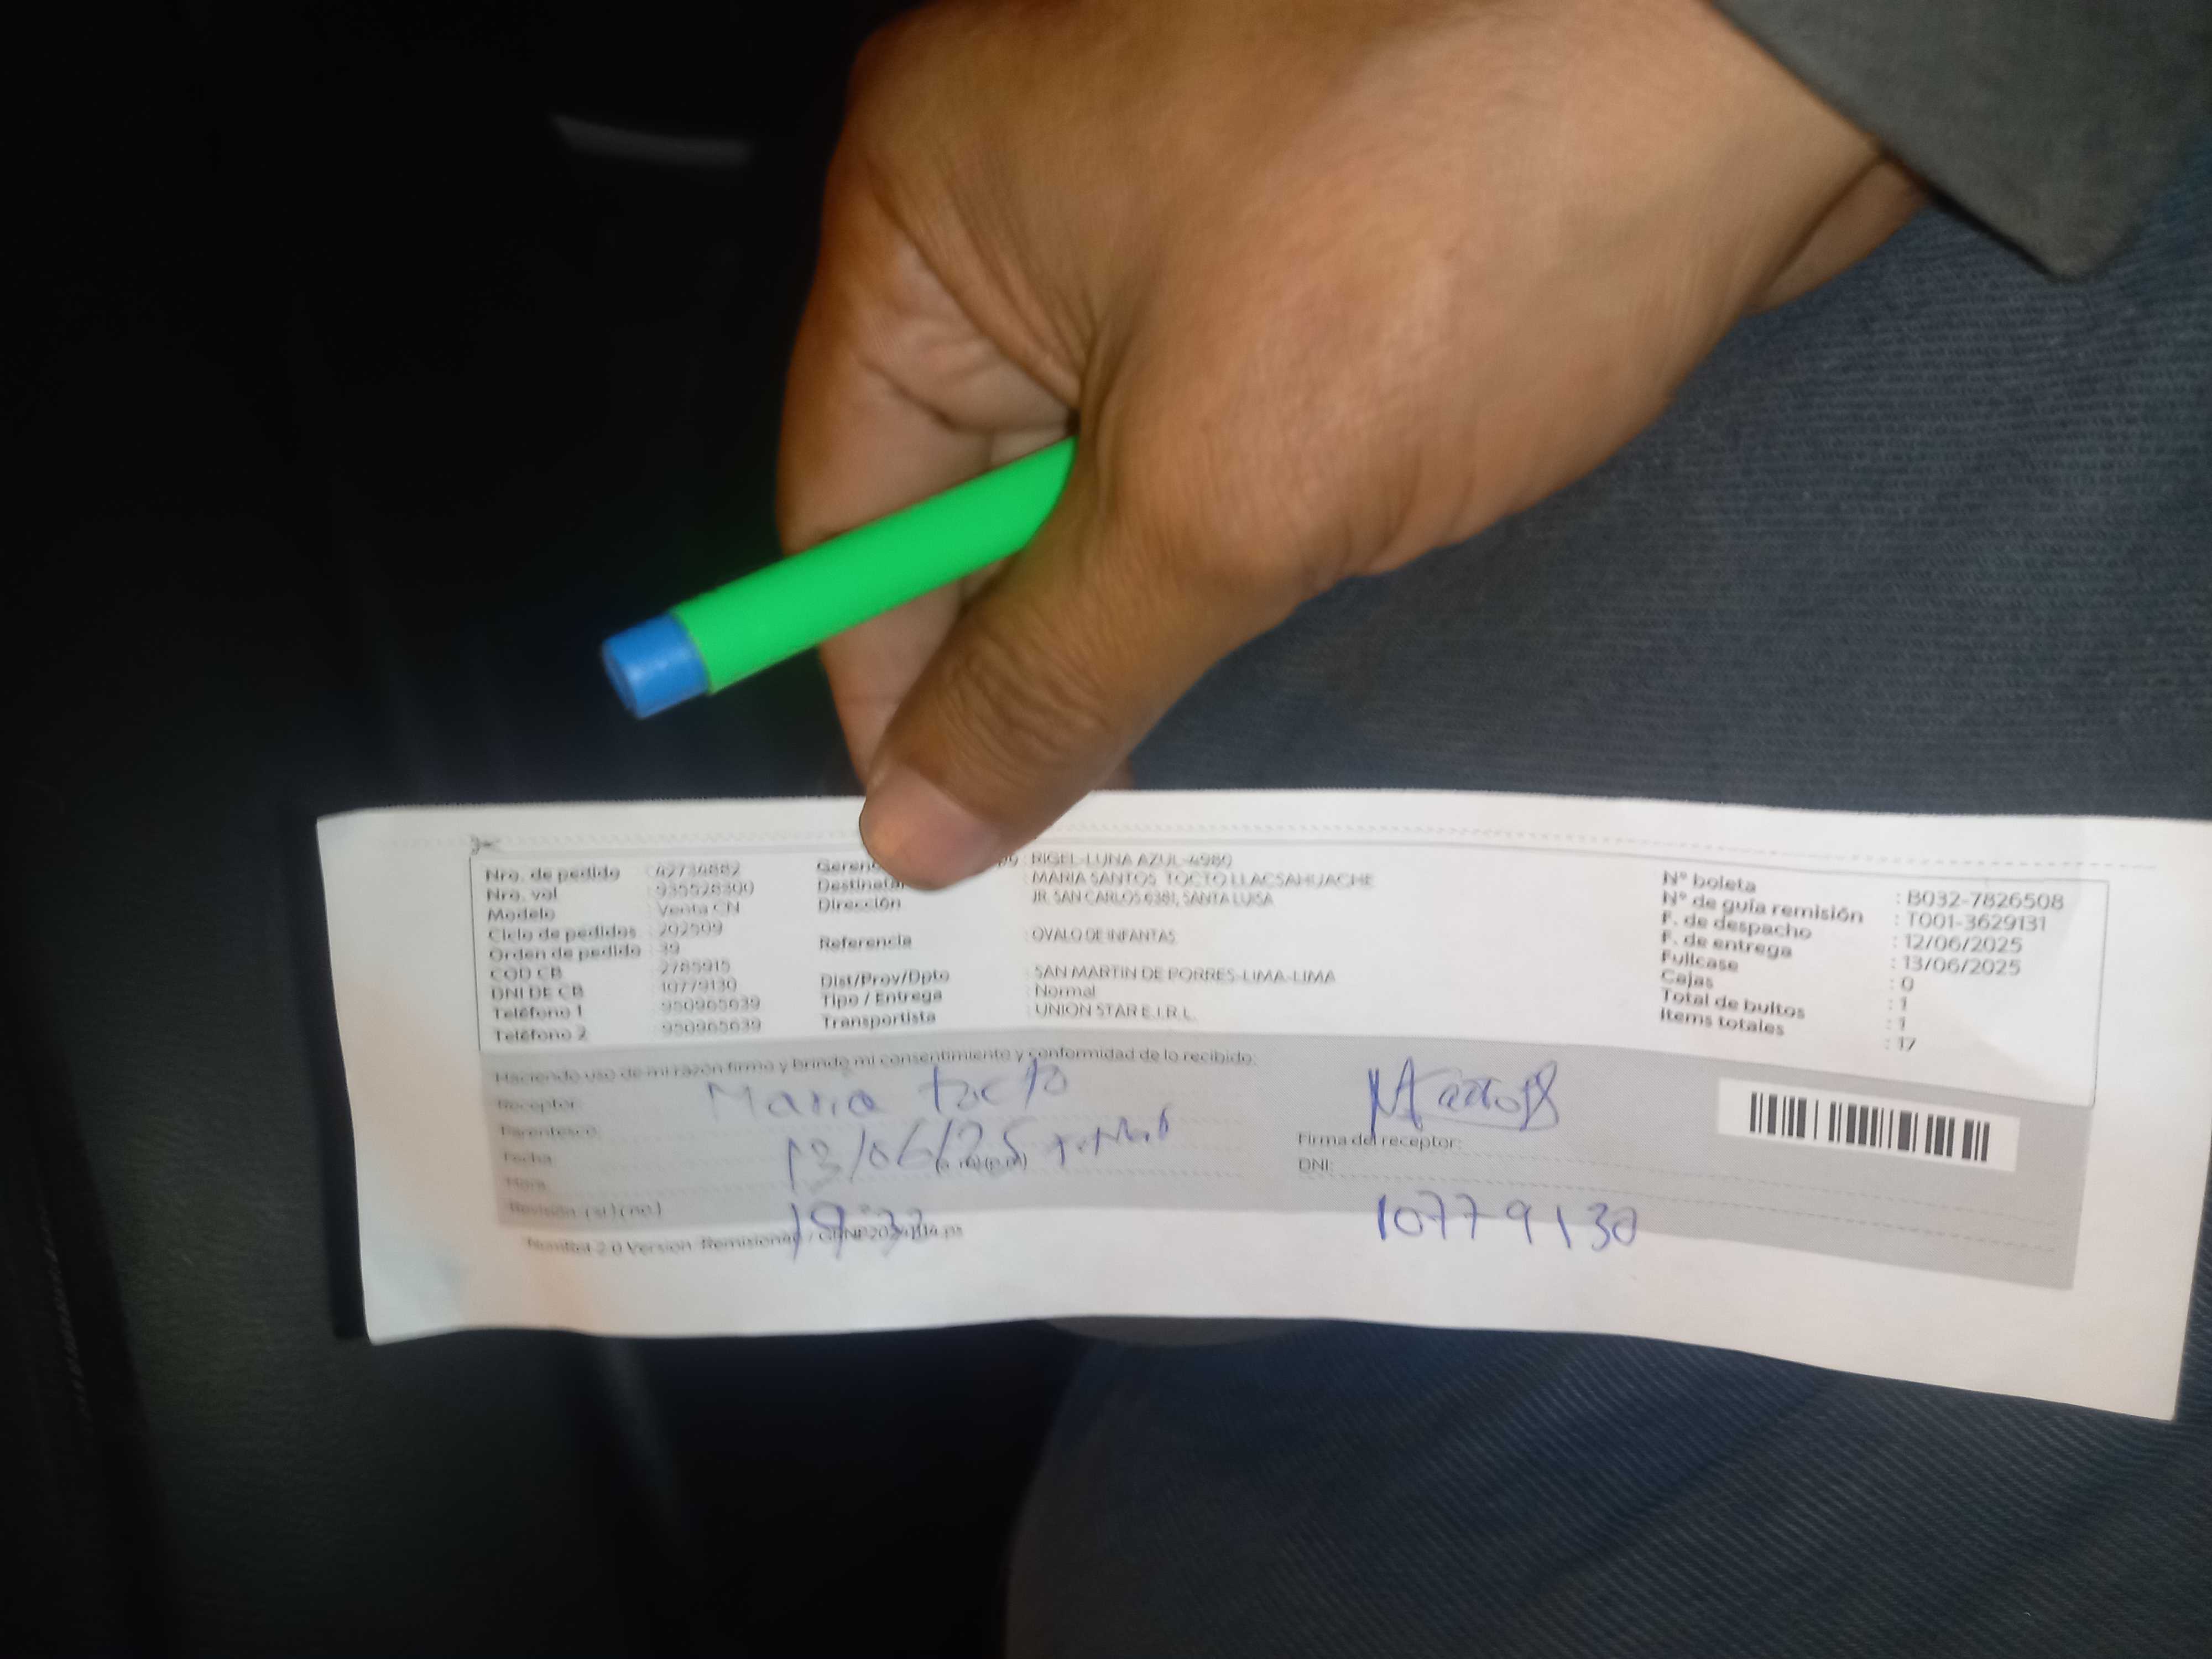 Nro. de pedido : 42734882
Nro. val : 935528300
Modelo : Venta CN
Ciclo de pedidos : 202509
Orden de pedido : 39
COD CB : 2785915
DNI DE CB : 10779130
Teléfono 1 : 950965639
Teléfono 2 : 950965639
RIGEL-LUNA AZUL-4980
: MARIA SANTOS TOCTO LLACSAHUACHE
Dirección : JR. SAN CARLOS 6381, SANTA LUISA
Referencia : OVALO DE INFANTAS
Dist/Prov/Dpto : SAN MARTIN DE PORRES-LIMA-LIMA
Tipo / Entrega : Normal
Transportista : UNION STAR E.I.R.L.
N° boleta : B032-7826508
N° de guía remisión : T001-3629131
F. de despacho : 12/06/2025
F. de entrega : 13/06/2025
Fullcase : 0
Cajas : 1
Total de bultos : 1
Items totales : 17
Haciendo uso de mi razón firmo y brindo mi consentimiento y conformidad de lo recibido:
Receptor: Maria tocto
Parentesco:
Fecha: 13/06/25
Hora:
Revisión: (si) (no)
Firma del receptor:
DNI: 10779130